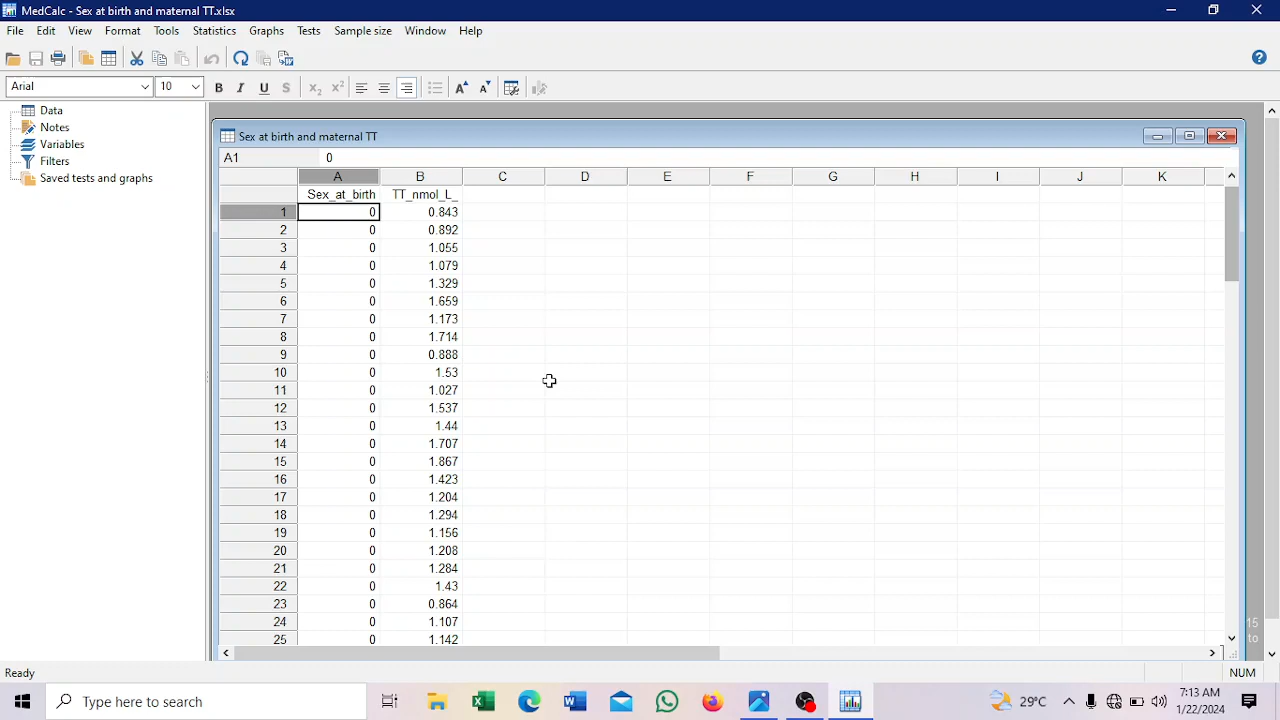 MedCalc - Sex at birth and maternal TT.xlsx
File Edit View Format Tools Statistics Graphs Tests Sample size Window Help
Arial 10 B I U S x₂ x² A A
Data
Notes
Variables
Filters
Saved tests and graphs
Sex at birth and maternal TT
A1 0
A B C D E F G H I J K
Sex_at_birth TT_nmol_L_
1 0 0.843
2 0 0.892
3 0 1.055
4 0 1.079
5 0 1.329
6 0 1.659
7 0 1.173
8 0 1.714
9 0 0.888
10 0 1.53
11 0 1.027
12 0 1.537
13 0 1.44
14 0 1.707
15 0 1.867
16 0 1.423
17 0 1.204
18 0 1.294
19 0 1.156
20 0 1.208
21 0 1.284
22 0 1.43
23 0 0.864
24 0 1.107
25 0 1.142
15
to
Ready NUM
Type here to search
29°C
7:13 AM
1/22/2024